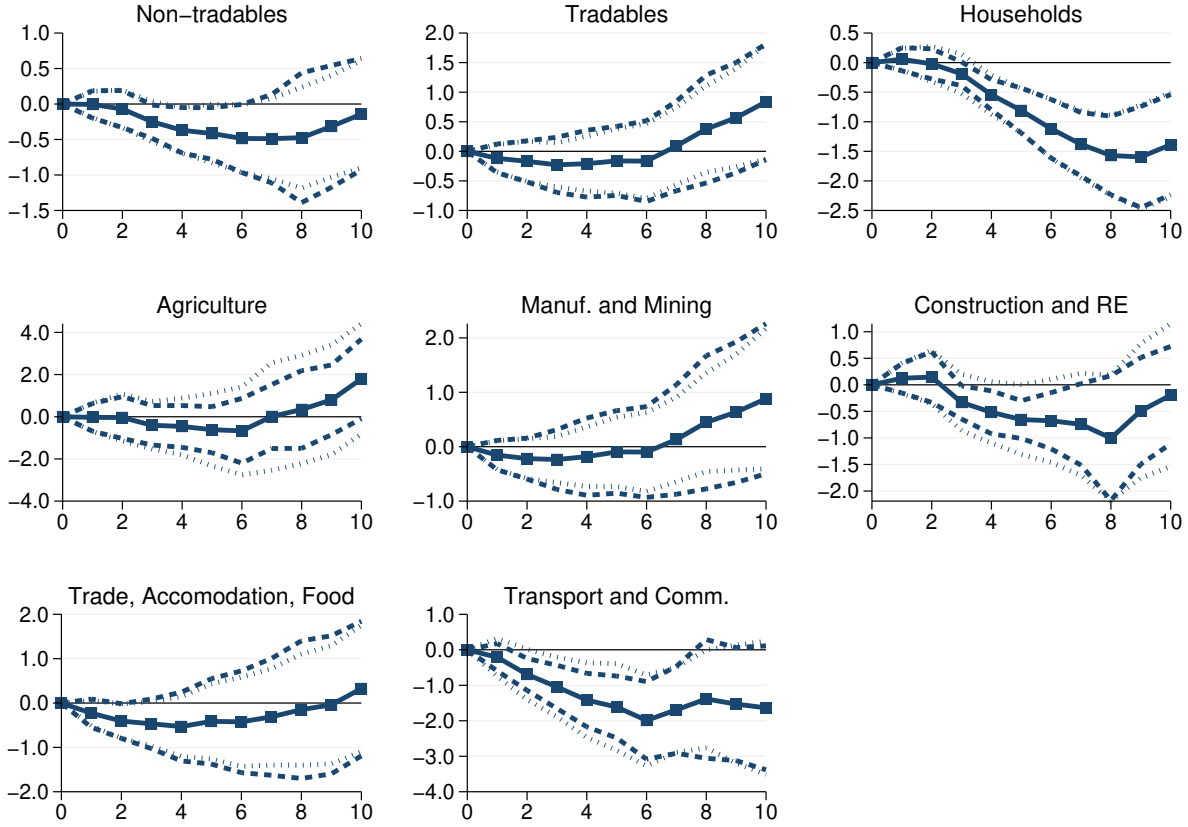 Non−tradables
1.0
0.5
0.0
−0.5
−1.0
−1.5
0 2 4 6 8 10
Tradables
2.0
1.5
1.0
0.5
0.0
−0.5
−1.0
0 2 4 6 8 10
Households
0.5
0.0
−0.5
−1.0
−1.5
−2.0
−2.5
0 2 4 6 8 10
Agriculture
4.0
2.0
0.0
−2.0
−4.0
0 2 4 6 8 10
Manuf. and Mining
2.0
1.0
0.0
−1.0
0 2 4 6 8 10
Construction and RE
1.0
0.5
0.0
−0.5
−1.0
−1.5
−2.0
0 2 4 6 8 10
Trade, Accomodation, Food
2.0
1.0
0.0
−1.0
−2.0
0 2 4 6 8 10
Transport and Comm.
1.0
0.0
−1.0
−2.0
−3.0
−4.0
0 2 4 6 8 10